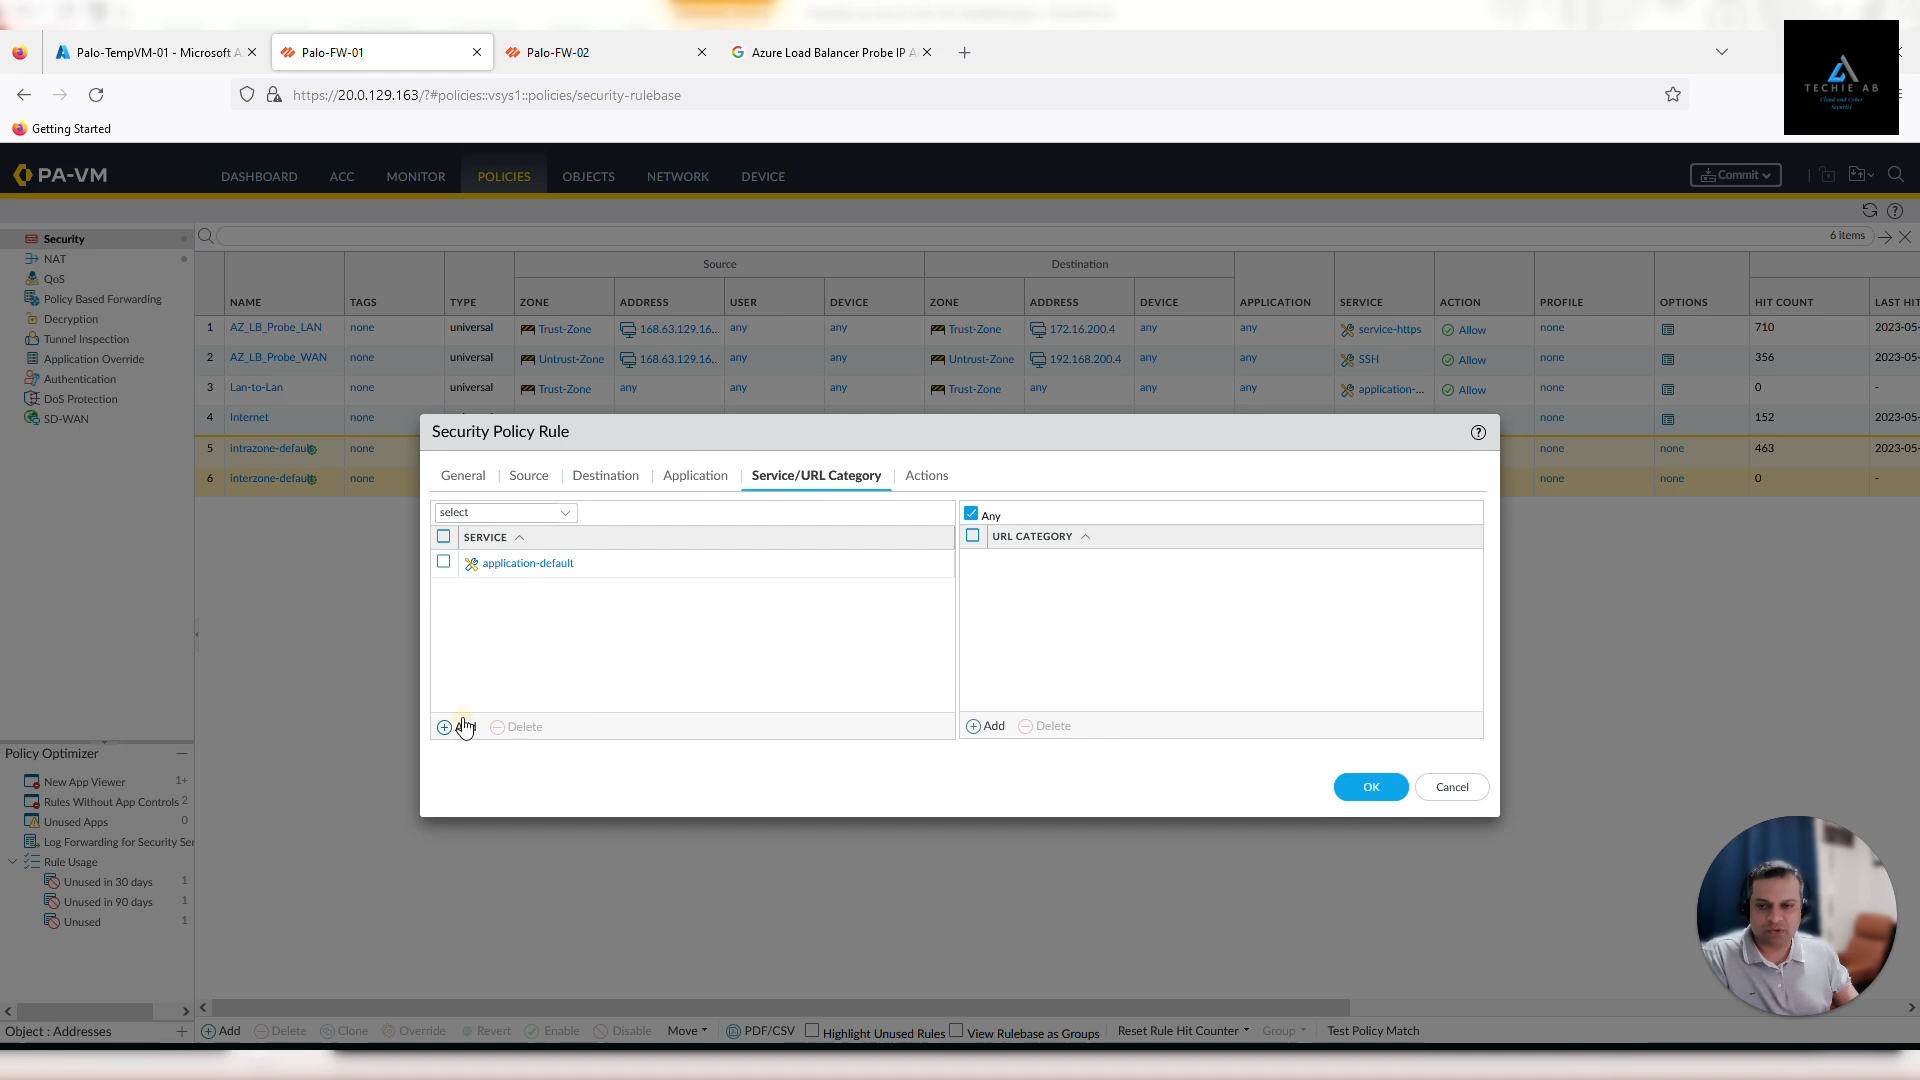 Palo-TempVM-01 - Microsoft A
Palo-FW-01
Palo-FW-02
Azure Load Balancer Probe IP A
https://20.0.129.163/?#policies::vsys1::policies/security-rulebase
Getting Started
TECHIE AB
Cloud and Cyber
Security
PA-VM
DASHBOARD
ACC
MONITOR
POLICIES
OBJECTS
NETWORK
DEVICE
Commit
Security
NAT
QoS
Policy Based Forwarding
Decryption
Tunnel Inspection
Application Override
Authentication
DoS Protection
SD-WAN
6 items
Source
Destination
NAME TAGS TYPE ZONE ADDRESS USER DEVICE ZONE ADDRESS DEVICE APPLICATION SERVICE ACTION PROFILE OPTIONS HIT COUNT LAST HIT
1 AZ_LB_Probe_LAN none universal Trust-Zone 168.63.129.16... any any Trust-Zone 172.16.200.4 any any service-https Allow none 710 2023-05-
2 AZ_LB_Probe_WAN none universal Untrust-Zone 168.63.129.16... any any Untrust-Zone 192.168.200.4 any any SSH Allow none 356 2023-05-
3 Lan-to-Lan none universal Trust-Zone any any any Trust-Zone any any any application-... Allow none 0 -
4 Internet none none 152 2023-05-
5 intrazone-default none none none 463 2023-05-
6 interzone-default none none none 0 -
Security Policy Rule
General
Source
Destination
Application
Service/URL Category
Actions
select
SERVICE
application-default
Delete
Any
URL CATEGORY
Add
Delete
OK
Cancel
Policy Optimizer
New App Viewer 1+
Rules Without App Controls 2
Unused Apps 0
Log Forwarding for Security Ser
Rule Usage
Unused in 30 days 1
Unused in 90 days 1
Unused 1
Object : Addresses
Add
Delete
Clone
Override
Revert
Enable
Disable
Move
PDF/CSV
Highlight Unused Rules
View Rulebase as Groups
Reset Rule Hit Counter
Group
Test Policy Match